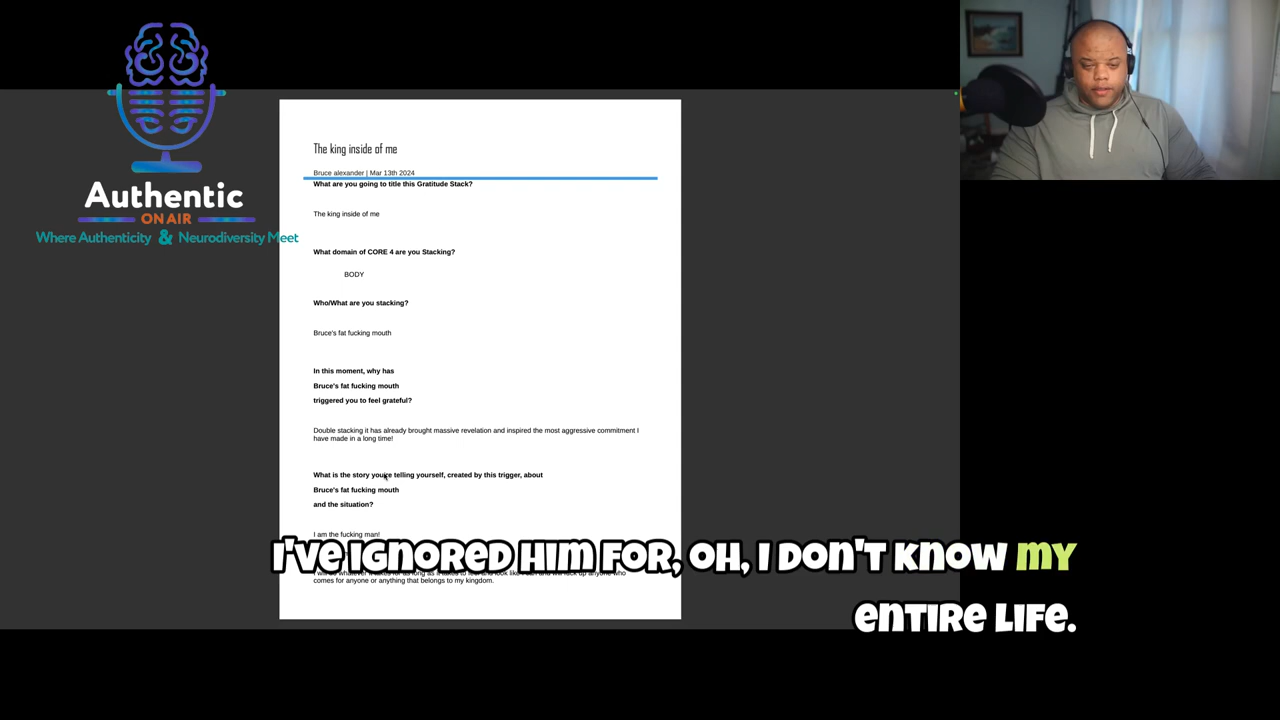 Authentic
ON AIR
Where Authenticity & Neurodiversity Meet
The king inside of me
Bruce alexander | Mar 13th 2024
What are you going to title this Gratitude Stack?
The king inside of me
What domain of CORE 4 are you Stacking?
BODY
Who/What are you stacking?
Bruce's fat fucking mouth
In this moment, why has
Bruce's fat fucking mouth
triggered you to feel grateful?
Double stacking it has already brought massive revelation and inspired the most aggressive commitment I
have made in a long time!
What is the story you're telling yourself, created by this trigger, about
Bruce's fat fucking mouth
and the situation?
I am the fucking man!
I'VE IGNORED HIM FOR, OH, I DON'T KNOW MY
ENTIRE LIFE.
comes for anyone or anything that belongs to my kingdom.